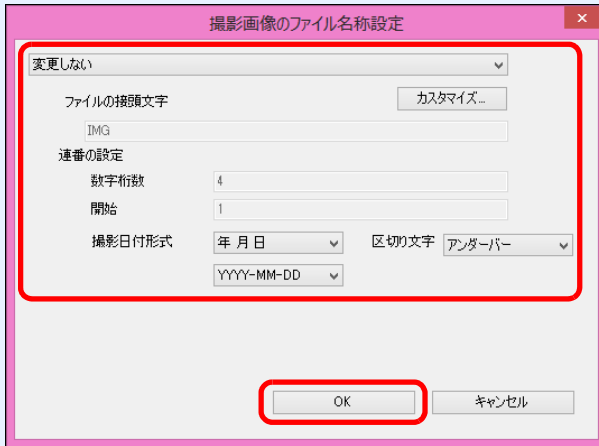 撮影画像のファイル名称設定
変更しない
ファイルの接頭文字 カスタマイズ...
IMG
連番の設定
数字桁数 4
開始 1
撮影日付形式 年月日 区切り文字 アンダーバー
YYYY-MM-DD
OK キャンセル